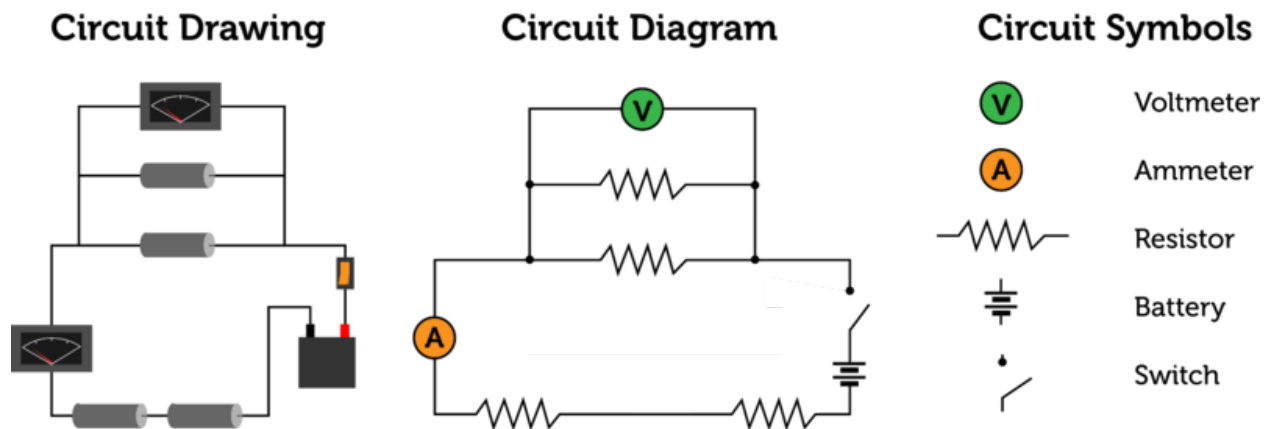 Circuit Drawing
Circuit Diagram
Circuit Symbols
V
A
V
Voltmeter
A
Ammeter
Resistor
Battery
Switch